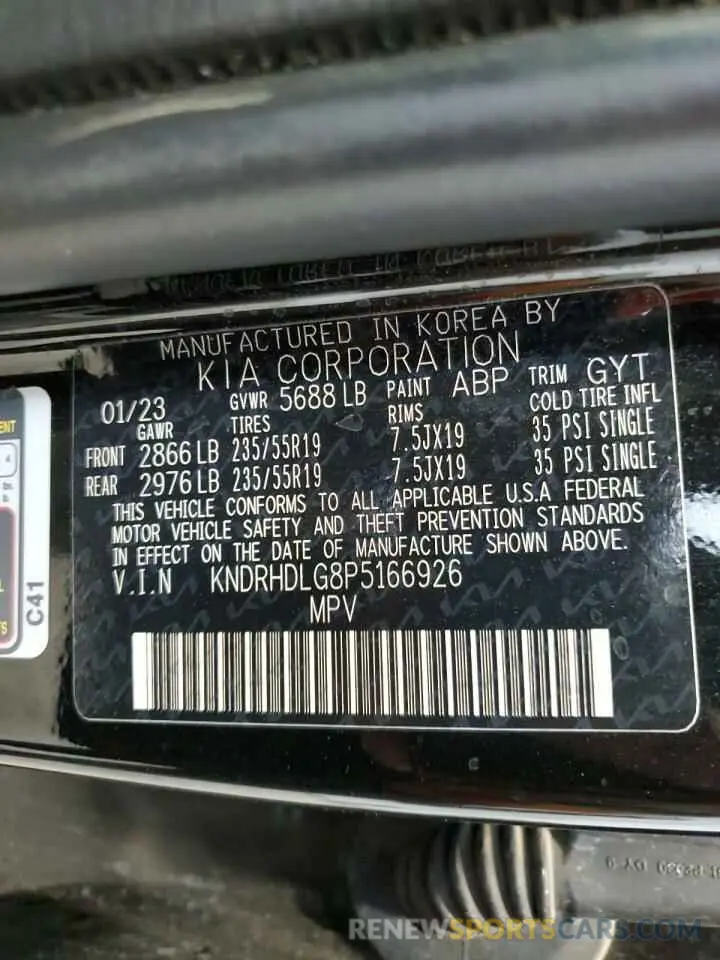 MANUFACTURED IN KOREA BY
KIA CORPORATION
01/23 GVWR 5688 LB PAINT ABP TRIM GYT
GAWR TIRES RIMS COLD TIRE INFL
FRONT 2866 LB 235/55R19 7.5JX19 35 PSI SINGLE
REAR 2976 LB 235/55R19 7.5JX19 35 PSI SINGLE
THIS VEHICLE CONFORMS TO ALL APPLICABLE U.S.A FEDERAL
MOTOR VEHICLE SAFETY AND THEFT PREVENTION STANDARDS
IN EFFECT ON THE DATE OF MANUFACTURE SHOWN ABOVE.
V.I.N KNDRHDLG8P5166926
MPV
C41
RENEWSPORTSCARS.COM